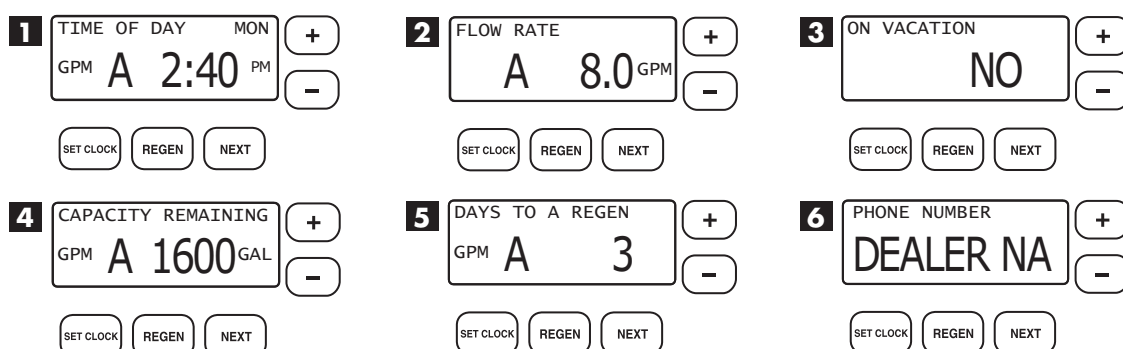 1
TIME OF DAY MON
GPM A 2:40 PM
+
−
SET CLOCK REGEN NEXT
2
FLOW RATE
A 8.0 GPM
+
−
SET CLOCK REGEN NEXT
3
ON VACATION
NO
+
−
SET CLOCK REGEN NEXT
4
CAPACITY REMAINING
GPM A 1600 GAL
+
−
SET CLOCK REGEN NEXT
5
DAYS TO A REGEN
GPM A 3
+
−
SET CLOCK REGEN NEXT
6
PHONE NUMBER
DEALER NA
+
−
SET CLOCK REGEN NEXT